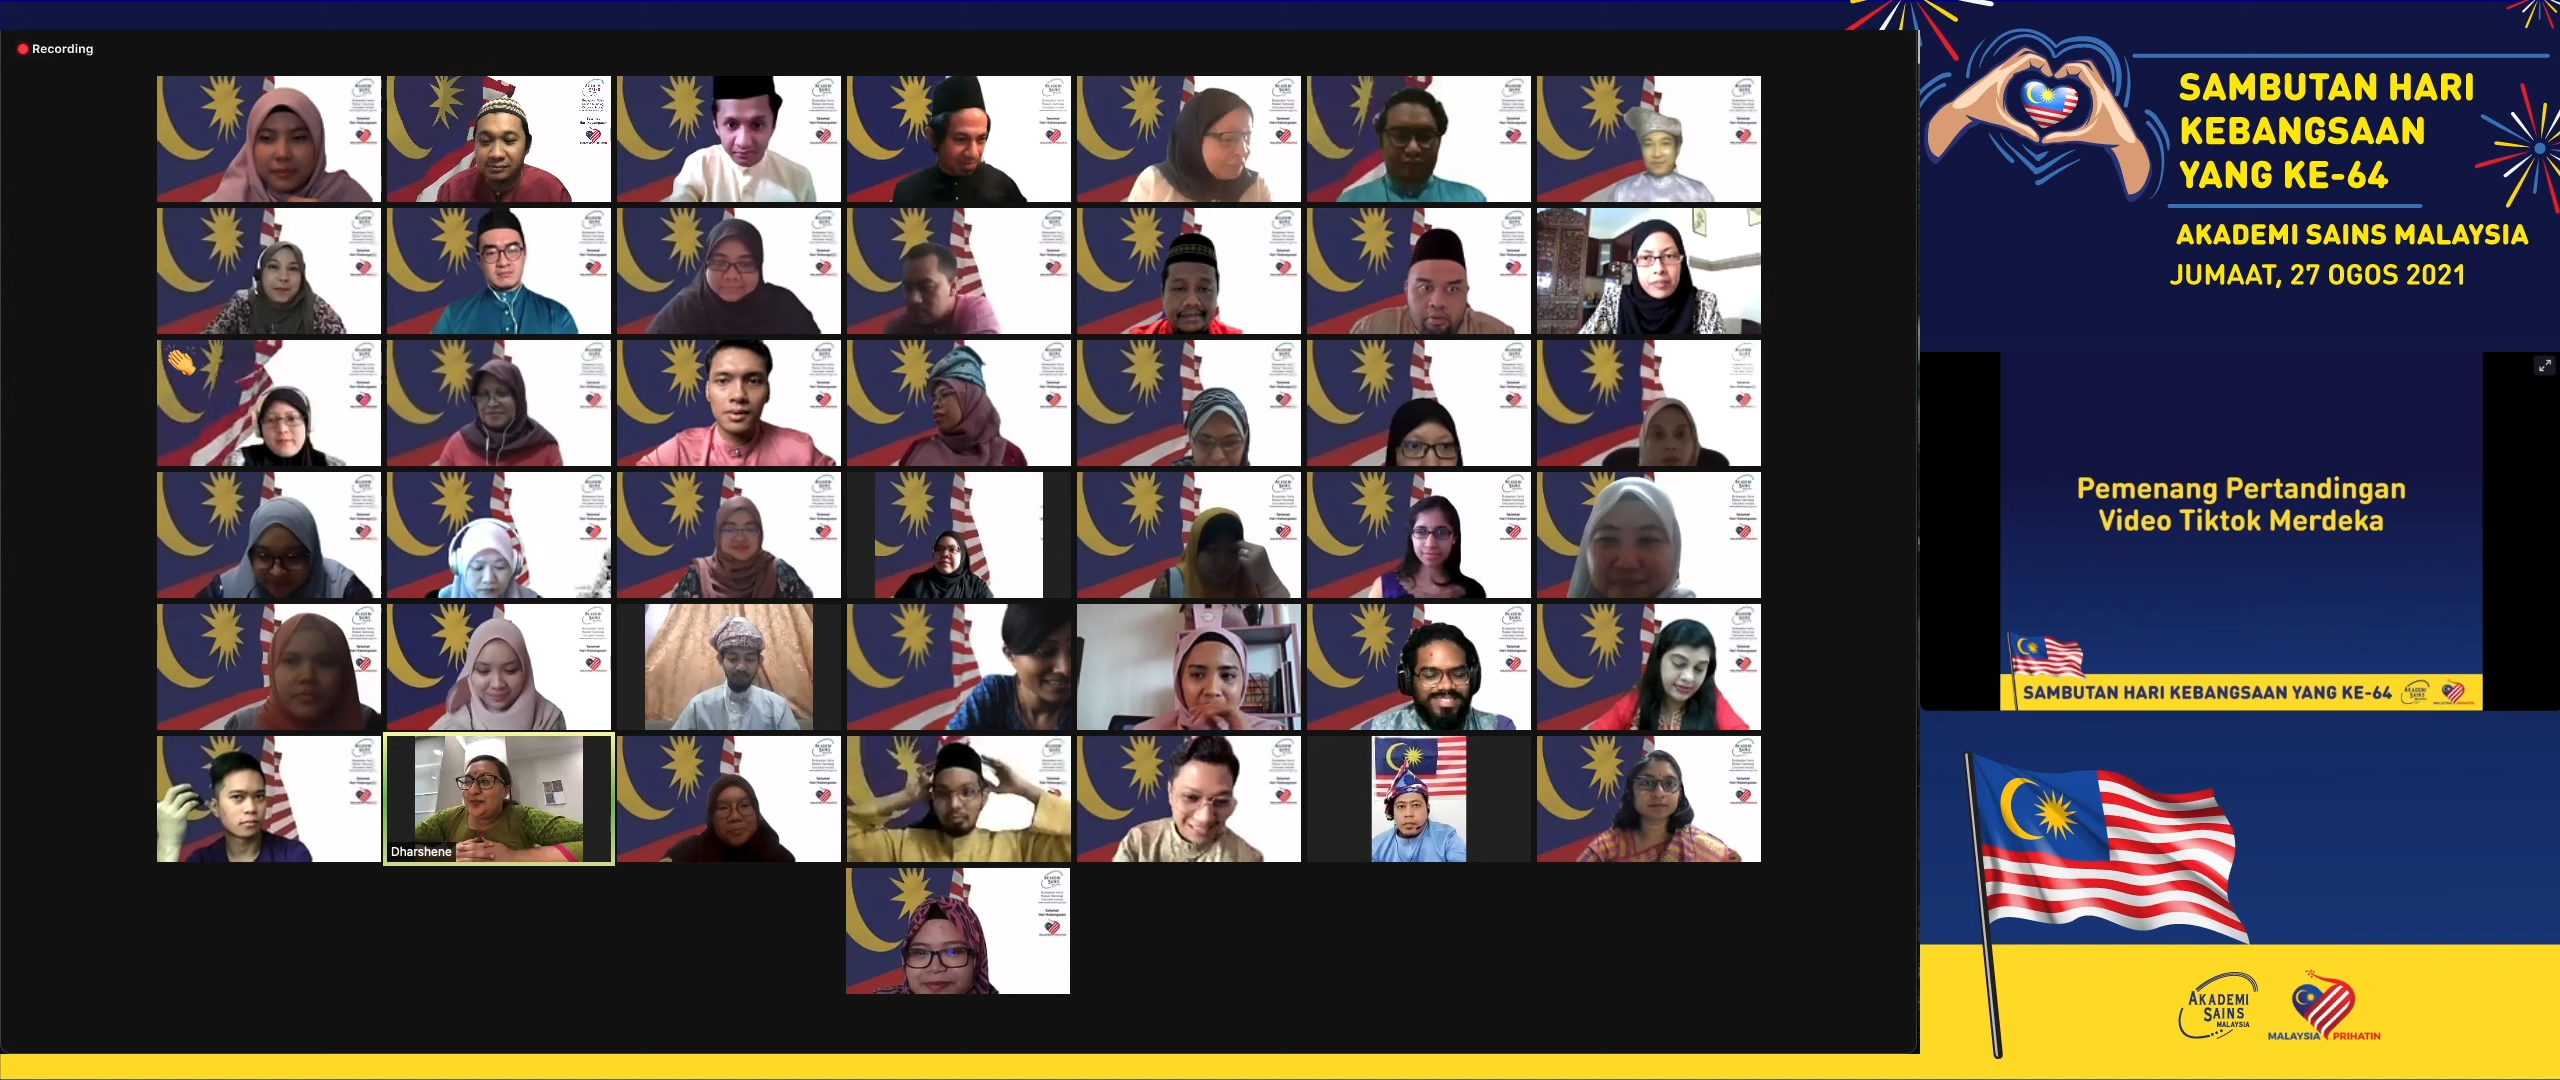 Recording
SAMBUTAN HARI
KEBANGSAAN
YANG KE-64
AKADEMI SAINS MALAYSIA
JUMAAT, 27 OGOS 2021
Pemenang Pertandingan
Video Tiktok Merdeka
SAMBUTAN HARI KEBANGSAAN YANG KE-64
Dharshene
AKADEMI
SAINS
MALAYSIA
MALAYSIA PRIHATIN